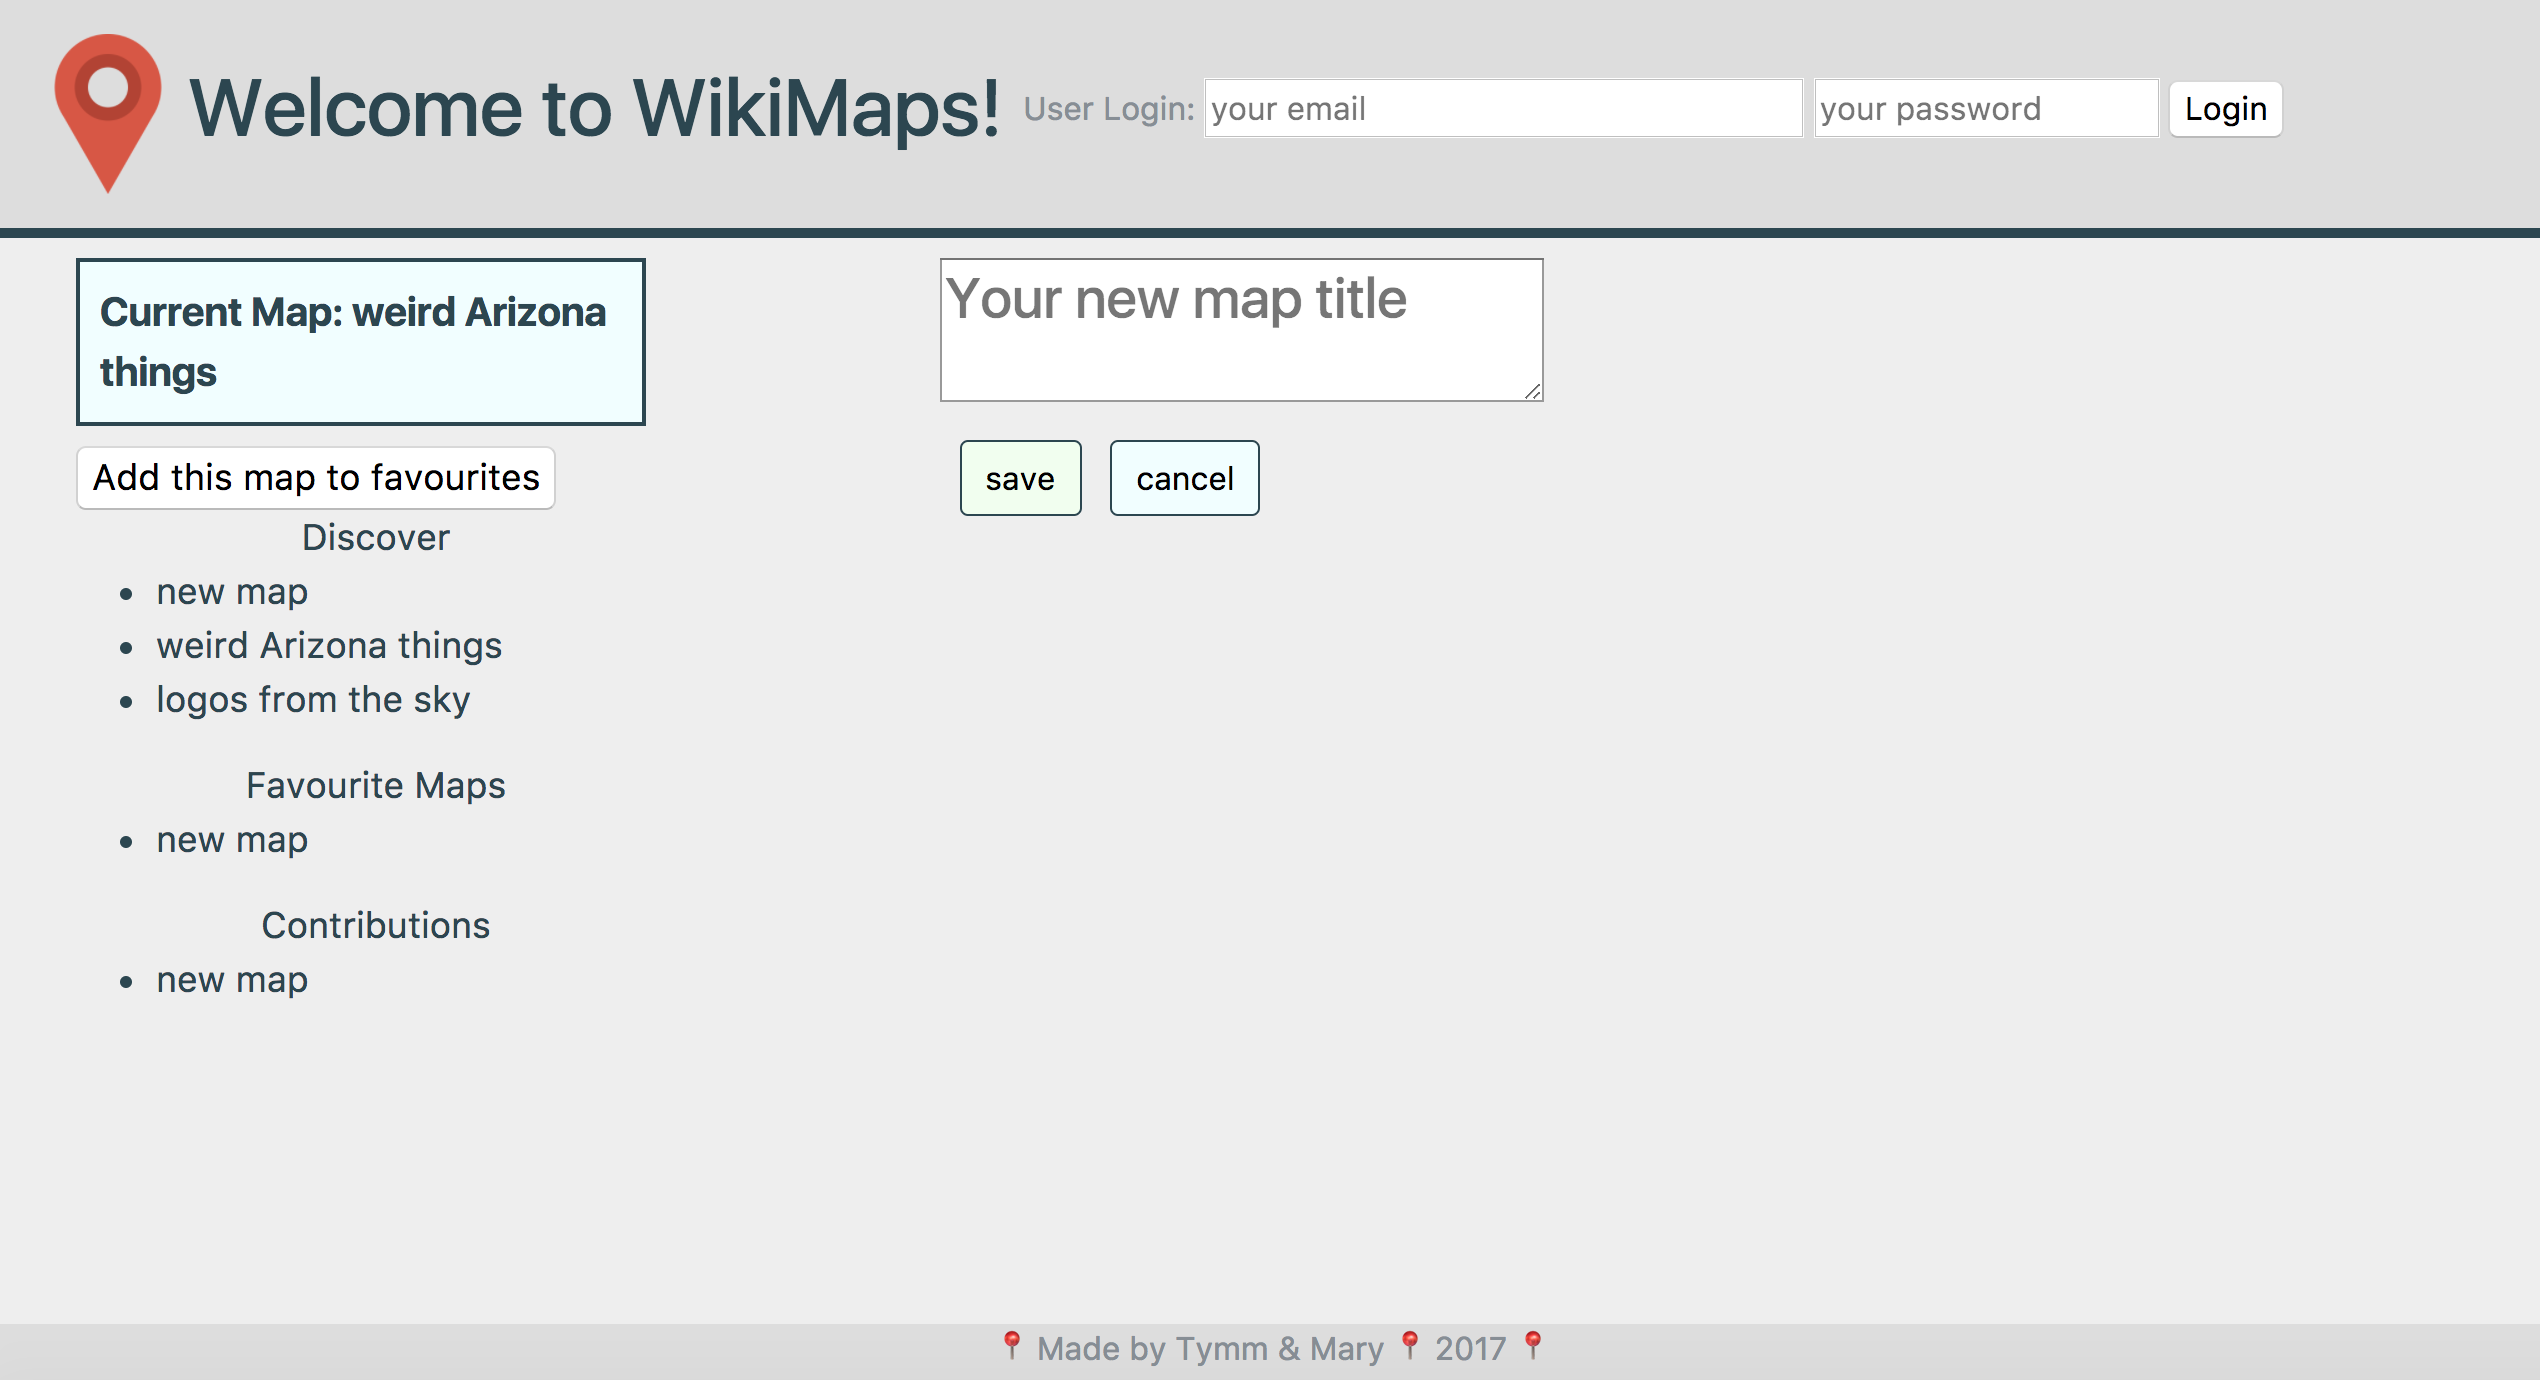 Welcome to WikiMaps! User Login: your email your password Login
Current Map: weird Arizona
things
Add this map to favourites
Discover
new map
weird Arizona things
logos from the sky
Favourite Maps
new map
Contributions
new map
Your new map title
save cancel
Made by Tymm & Mary 2017